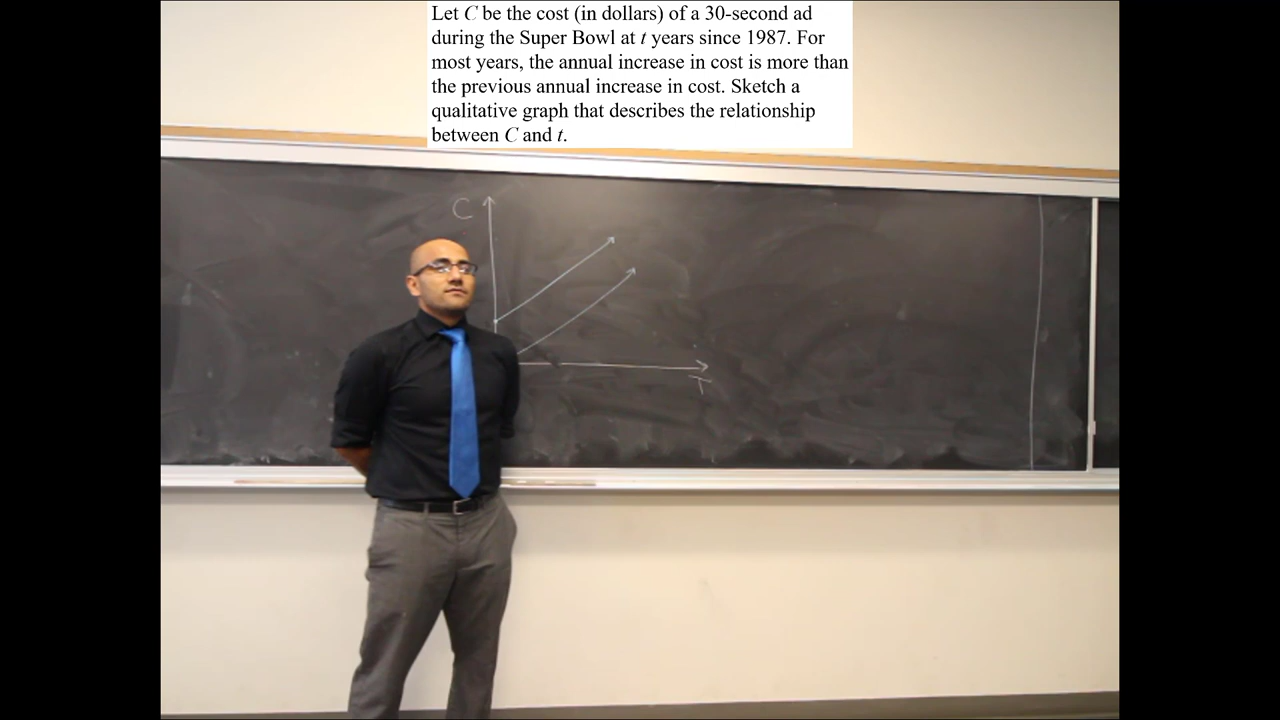 Let C be the cost (in dollars) of a 30-second ad
during the Super Bowl at t years since 1987. For
most years, the annual increase in cost is more than
the previous annual increase in cost. Sketch a
qualitative graph that describes the relationship
between C and t.
C
T